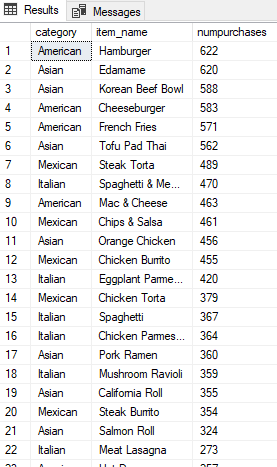 Results Messages
category item_name numpurchases
1 American Hamburger 622
2 Asian Edamame 620
3 Asian Korean Beef Bowl 588
4 American Cheeseburger 583
5 American French Fries 571
6 Asian Tofu Pad Thai 562
7 Mexican Steak Torta 489
8 Italian Spaghetti & Me... 470
9 American Mac & Cheese 463
10 Mexican Chips & Salsa 461
11 Asian Orange Chicken 456
12 Mexican Chicken Burrito 455
13 Italian Eggplant Parme... 420
14 Mexican Chicken Torta 379
15 Italian Spaghetti 367
16 Italian Chicken Parmes... 364
17 Asian Pork Ramen 360
18 Italian Mushroom Ravioli 359
19 Asian California Roll 355
20 Mexican Steak Burrito 354
21 Asian Salmon Roll 324
22 Italian Meat Lasagna 273